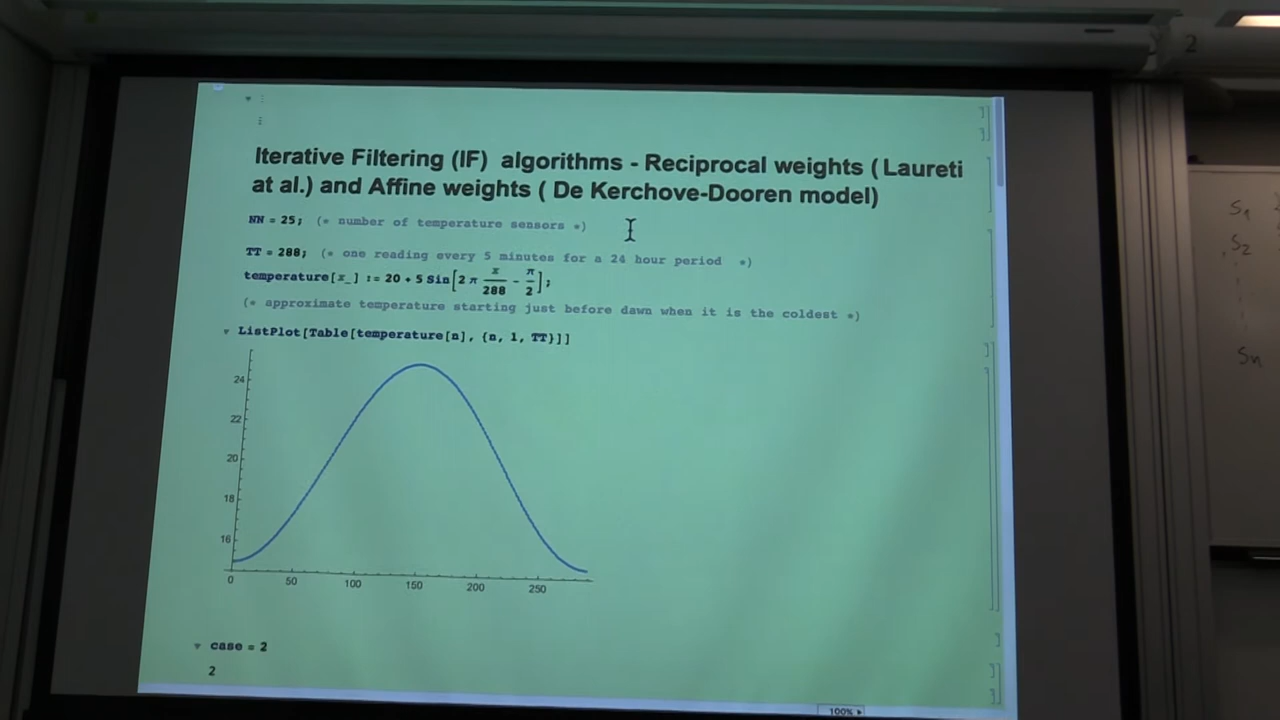 Iterative Filtering (IF) algorithms - Reciprocal weights ( Laureti
at al.) and Affine weights ( De Kerchove-Dooren model)
NN = 25; (* number of temperature sensors *)
TT = 288; (* one reading every 5 minutes for a 24 hour period *)
temperature[x_] := 20 + 5 Sin[2 π x/288 - π/2];
(* approximate temperature starting just before dawn when it is the coldest *)
ListPlot[Table[temperature[n], {n, 1, TT}]]
24
22
20
18
16
0 50 100 150 200 250
case = 2
2
100%
2
S1
S2
Sn